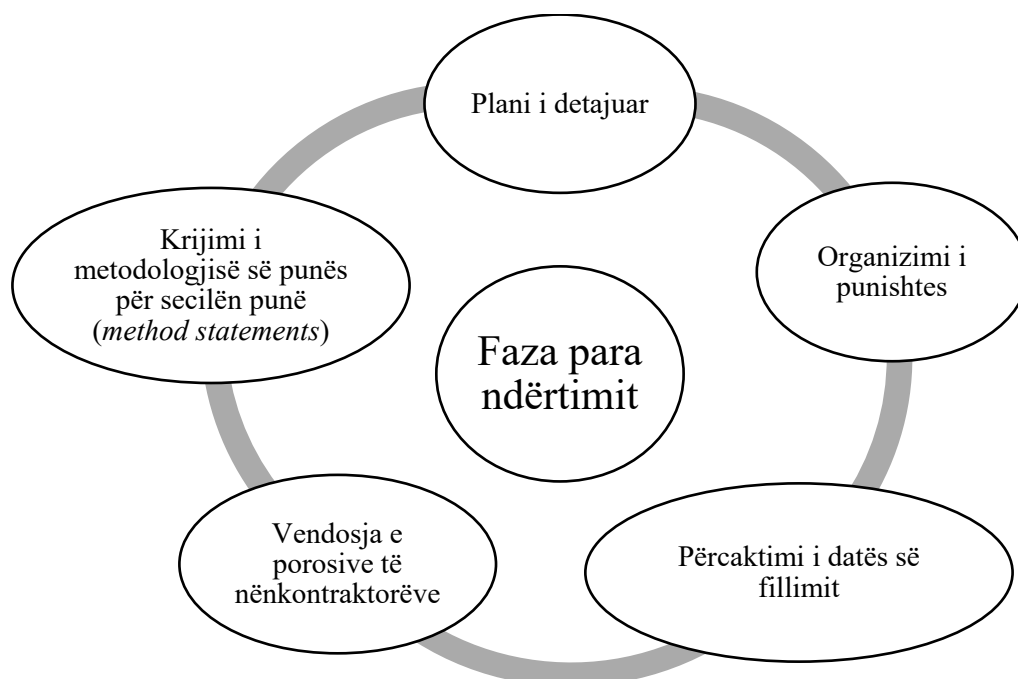 Plani i detajuar
Organizimi i
punishtes
Përcaktimi i datës së
fillimit
Vendosja e
porosive të
nënkontraktorëve
Krijimi i
metodologjisë së punës
për secilën punë
(method statements)
Faza para
ndërtimit